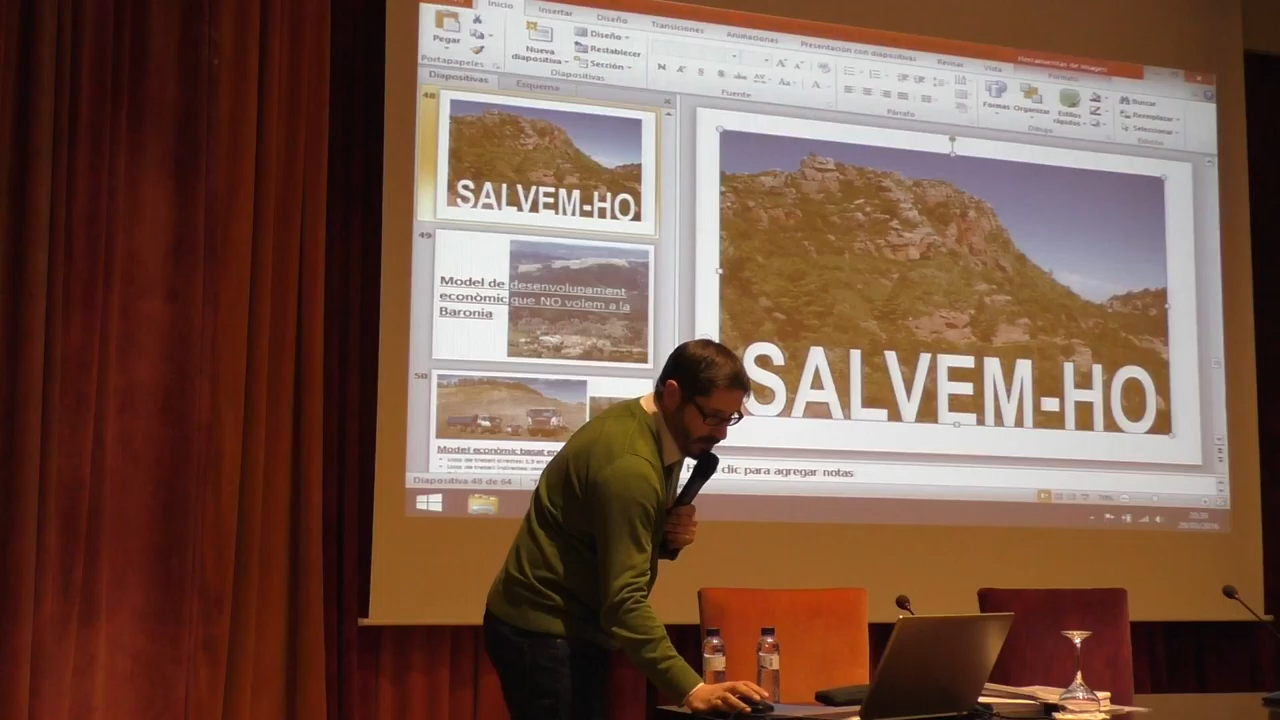 Inicio
Insertar
Diseño
Transiciones
Animaciones
Presentación con diapositivas
Revisar
Vista
Herramientas de imagen
Formato
Pegar
Portapapeles
Nueva
diapositiva
Diseño
Restablecer
Sección
Diapositivas
Fuente
Párrafo
Formas
Organizar
Estilos
rápidos
Dibujo
Buscar
Reemplazar
Seleccionar
Edición
Diapositivas
Esquema
48
SALVEM-HO
49
Model de desenvolupament
econòmic que NO volem a la
Baronia
50
Model econòmic basat en
SALVEM-HO
clic para agregar notas
Diapositiva 48 de 64